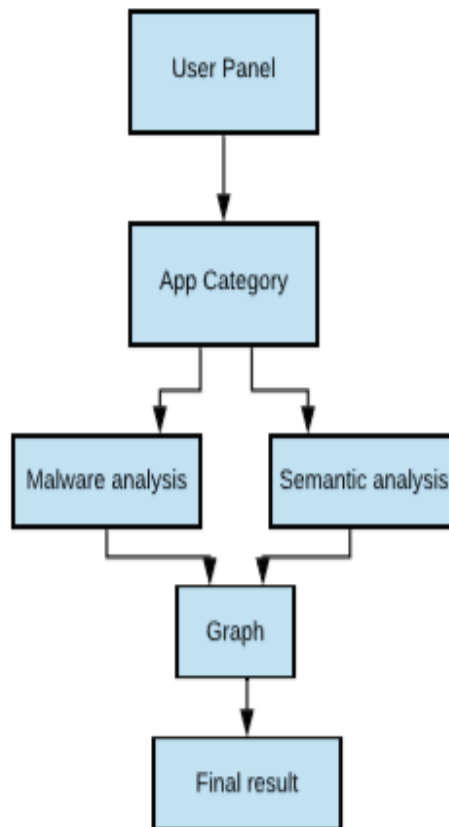 User Panel
App Category
Malware analysis
Semantic analysis
Graph
Final result